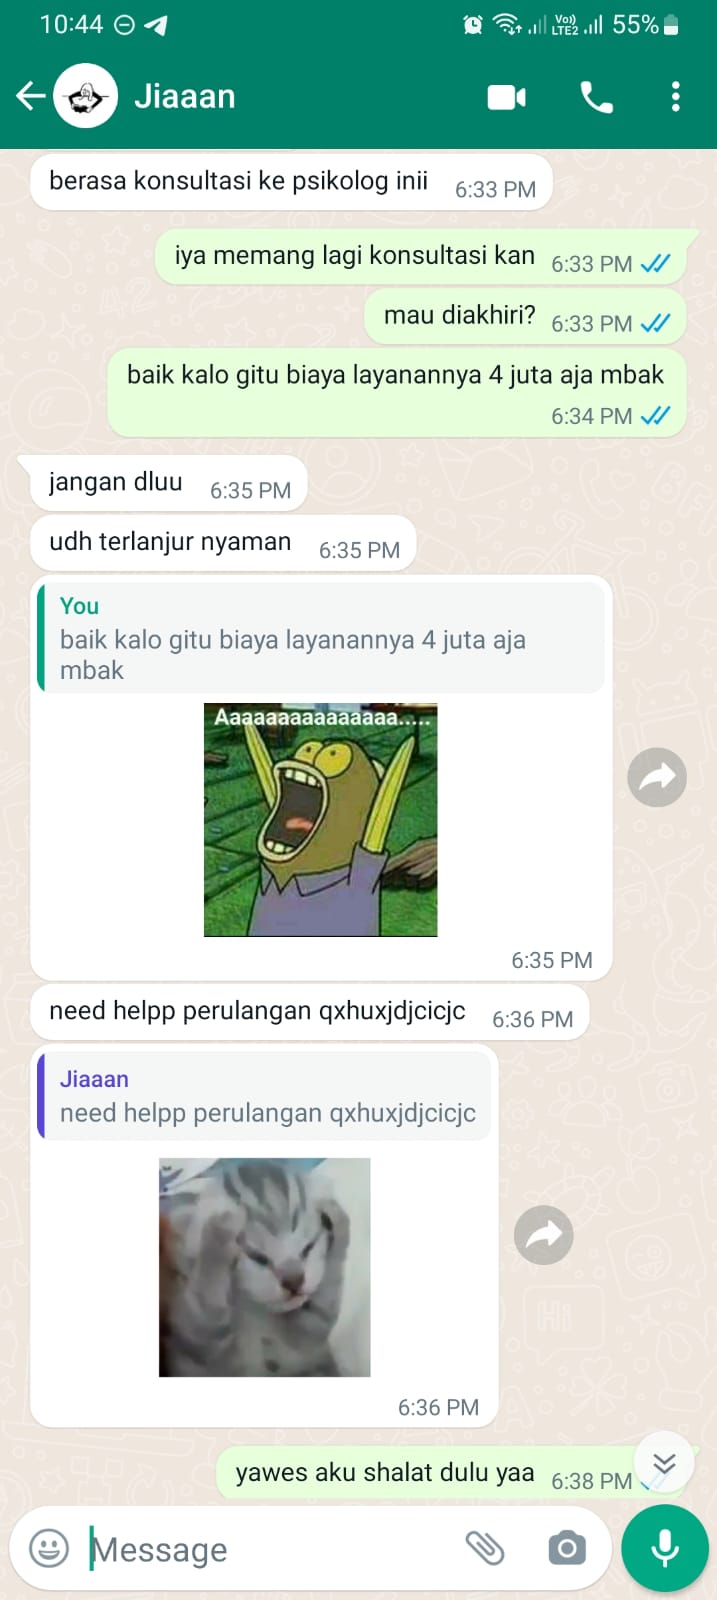 10:44
Vo))
LTE2
55%
Jiaaan
berasa konsultasi ke psikolog inii
6:33 PM
iya memang lagi konsultasi kan
6:33 PM
mau diakhiri?
6:33 PM
baik kalo gitu biaya layanannya 4 juta aja mbak
6:34 PM
jangan dluu
6:35 PM
udh terlanjur nyaman
6:35 PM
You
baik kalo gitu biaya layanannya 4 juta aja
mbak
Aaaaaaaaaaaaaaaa.....
6:35 PM
need helpp perulangan qxhuxjdjcicjc
6:36 PM
Jiaaan
need helpp perulangan qxhuxjdjcicjc
6:36 PM
yawes aku shalat dulu yaa
6:38 PM
Message